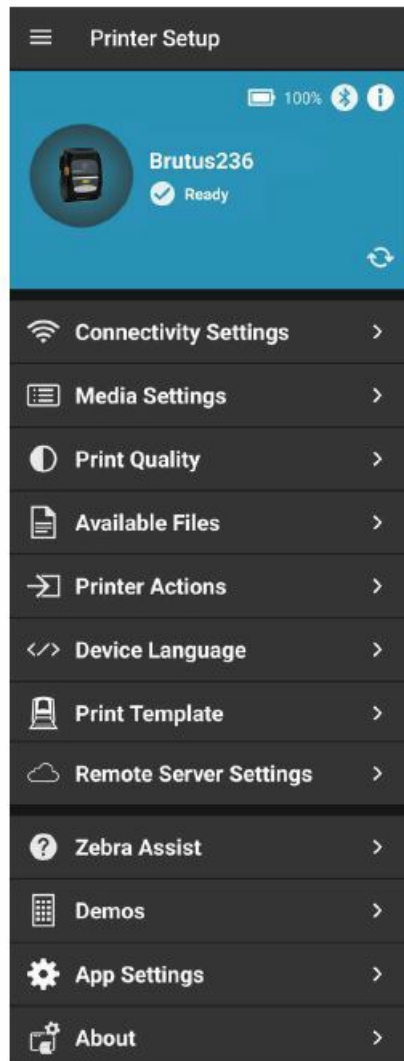 Printer Setup
100%
Brutus236
Ready
Connectivity Settings
Media Settings
Print Quality
Available Files
Printer Actions
Device Language
Print Template
Remote Server Settings
Zebra Assist
Demos
App Settings
About